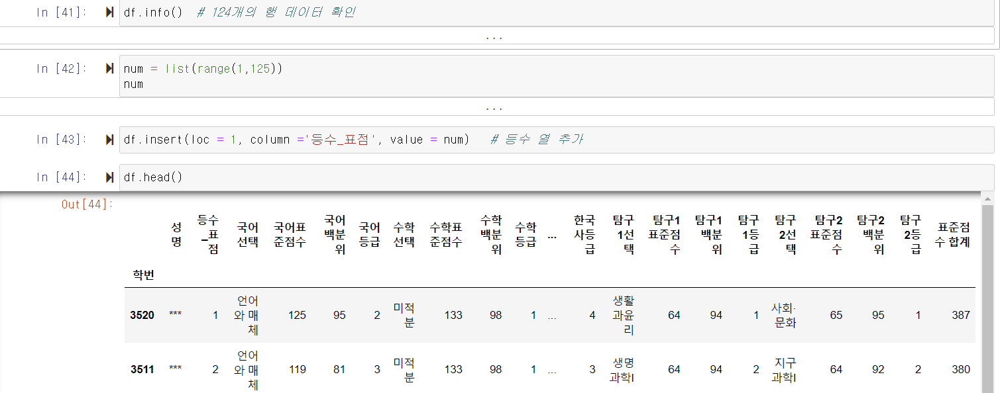 In [41]: df.info()  # 124개의 행 데이터 확인
...
In [42]: num = list(range(1,125))
num
...
In [43]: df.insert(loc = 1, column ='등수_표점', value = num)   # 등수 열 추가
In [44]: df.head()
Out[44]:
성명 등수_표점 국어선택 국어표준점수 국어백분위 국어등급 수학선택 수학표준점수 수학백분위 수학등급 ... 한국사등급 탐구1선택 탐구1표준점수 탐구1백분위 탐구1등급 탐구2선택 탐구2표준점수 탐구2백분위 탐구2등급 표준점수 합계
학번
3520 *** 1 언어와 매체 125 95 2 미적분 133 98 1 ... 4 생활과윤리 64 94 1 사회·문화 65 95 1 387
3511 *** 2 언어와 매체 119 81 3 미적분 133 98 1 ... 3 생명과학I 64 94 2 지구과학I 64 92 2 380